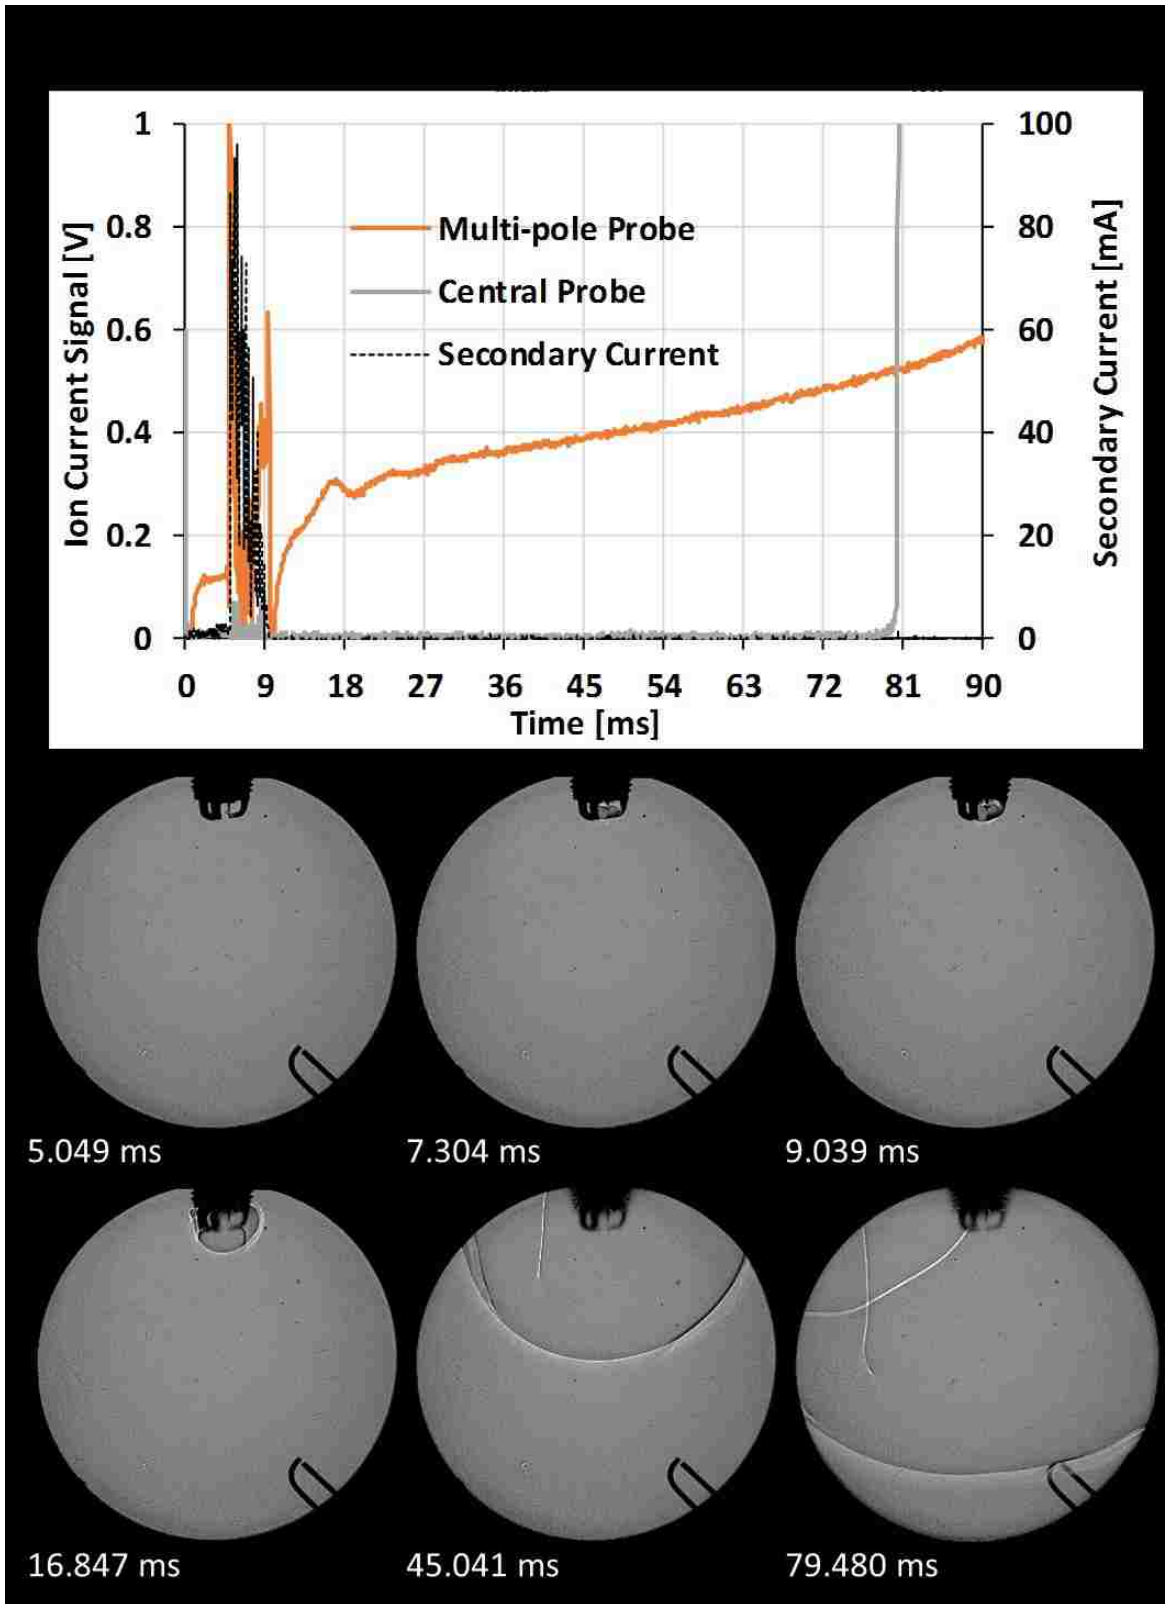 1
0.8
0.6
0.4
0.2
0
Ion Current Signal [V]
Multi-pole Probe
Central Probe
Secondary Current
100
80
60
40
20
0
Secondary Current [mA]
0 9 18 27 36 45 54 63 72 81 90
Time [ms]
5.049 ms
7.304 ms
9.039 ms
16.847 ms
45.041 ms
79.480 ms